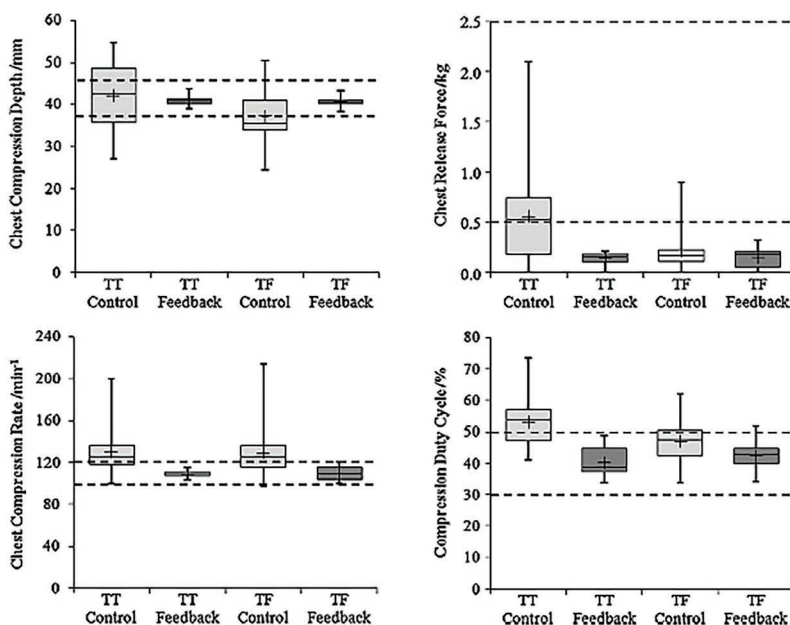 Chest Compression Depth /mm
60
50
40
30
20
10
0
TT TT TF TF
Control Feedback Control Feedback
Chest Release Force/kg
2.5
2.0
1.5
1.0
0.5
0.0
TT TT TF TF
Control Feedback Control Feedback
Chest Compression Rate /min-1
240
200
160
120
80
40
0
TT TT TF TF
Control Feedback Control Feedback
Compression Duty Cycle/%
80
70
60
50
40
30
20
10
0
TT TT TF TF
Control Feedback Control Feedback